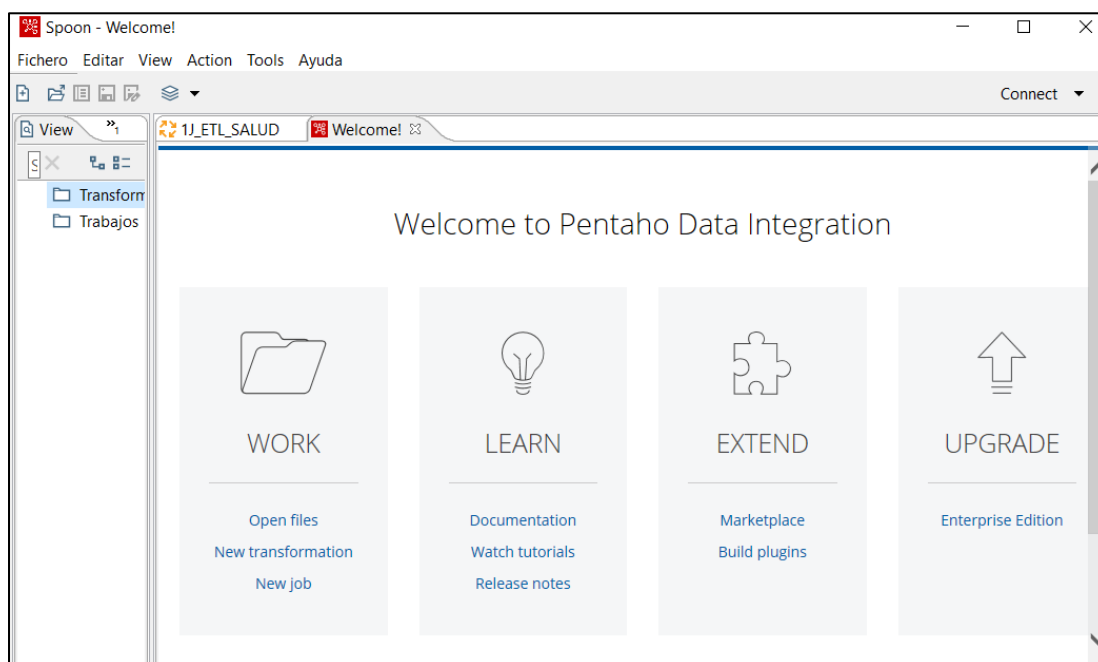 Spoon - Welcome!
Fichero Editar View Action Tools Ayuda
Connect
View »1 1J_ETL_SALUD Welcome!
S
Transform
Trabajos
Welcome to Pentaho Data Integration
WORK LEARN EXTEND UPGRADE
Open files Documentation Marketplace Enterprise Edition
New transformation Watch tutorials Build plugins
New job Release notes